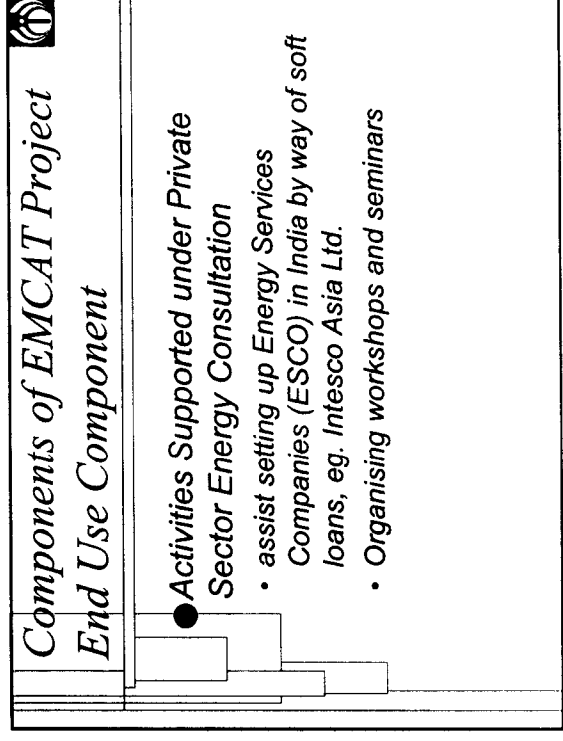 Components of EMCAT Project
End Use Component
●Activities Supported under Private
Sector Energy Consultation
• assist setting up Energy Services
Companies (ESCO) in India by way of soft
loans, eg. Intesco Asia Ltd.
• Organising workshops and seminars